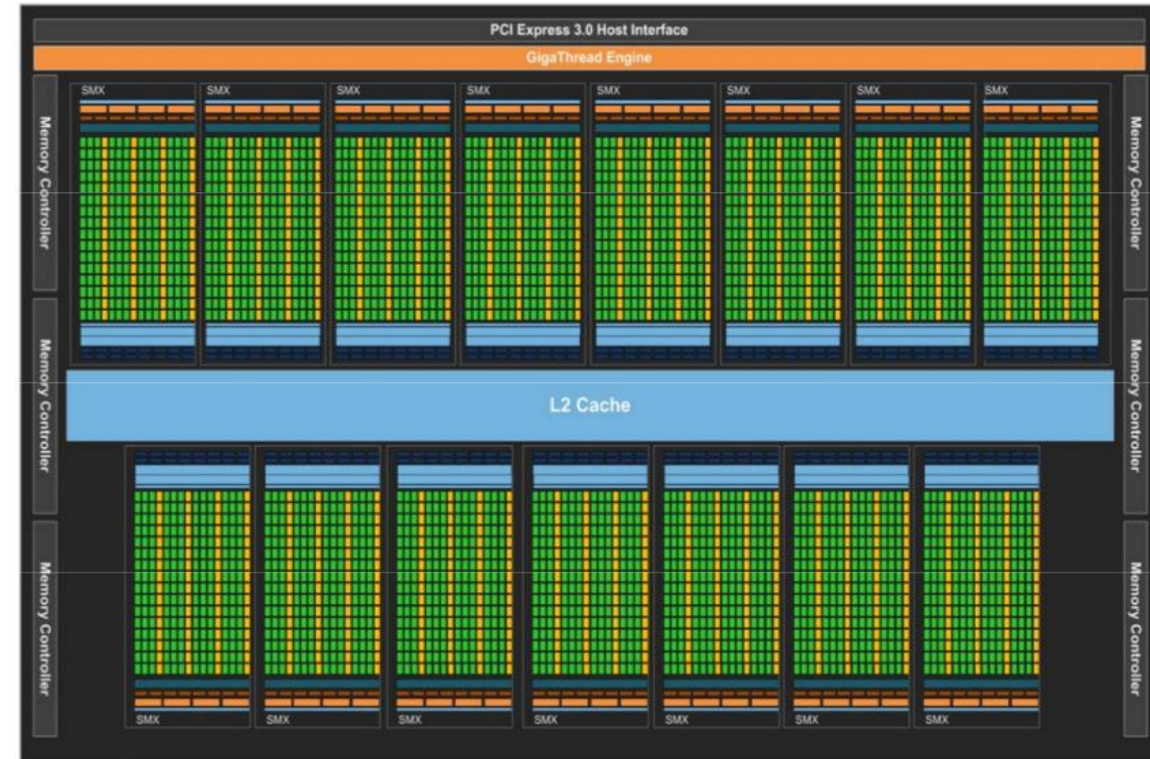 PCI Express 3.0 Host Interface
GigaThread Engine
SMX SMX SMX SMX SMX SMX SMX SMX
Memory Controller
Memory Controller
Memory Controller
Memory Controller
L2 Cache
Memory Controller
Memory Controller
SMX SMX SMX SMX SMX SMX SMX